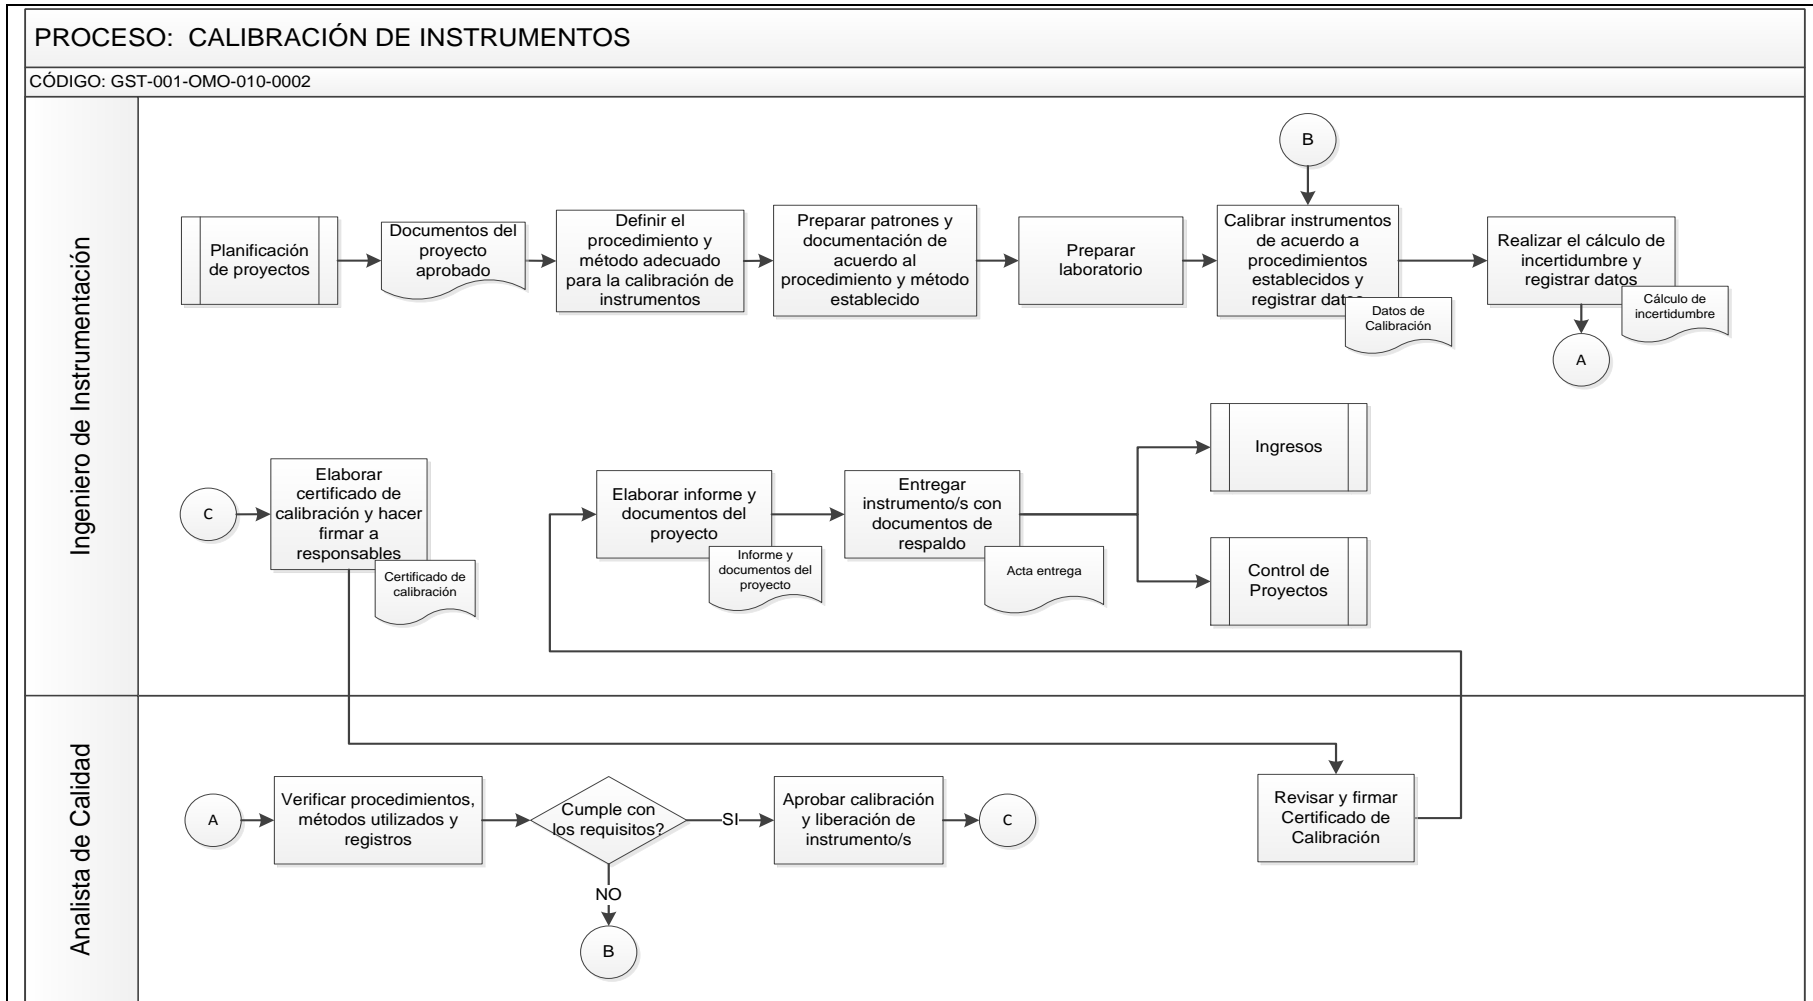 PROCESO:  CALIBRACIÓN DE INSTRUMENTOS
CÓDIGO: GST-001-OMO-010-0002
Ingeniero de Instrumentación
B
Planificación
de proyectos
Documentos del
proyecto
aprobado
Definir el
procedimiento y
método adecuado
para la calibración de
instrumentos
Preparar patrones y
documentación de
acuerdo al
procedimiento y método
establecido
Preparar
laboratorio
Calibrar instrumentos
de acuerdo a
procedimientos
establecidos y
registrar datos
Datos de
Calibración
Realizar el cálculo de
incertidumbre y
registrar datos
Cálculo de
incertidumbre
A
C
Elaborar
certificado de
calibración y hacer
firmar a
responsables
Certificado de
calibración
Elaborar informe y
documentos del
proyecto
Informe y
documentos del
proyecto
Entregar
instrumento/s con
documentos de
respaldo
Acta entrega
Ingresos
Control de
Proyectos
Analista de Calidad
A
Verificar procedimientos,
métodos utilizados y
registros
Cumple con
los requisitos?
SI
NO
B
Aprobar calibración
y liberación de
instrumento/s
C
Revisar y firmar
Certificado de
Calibración